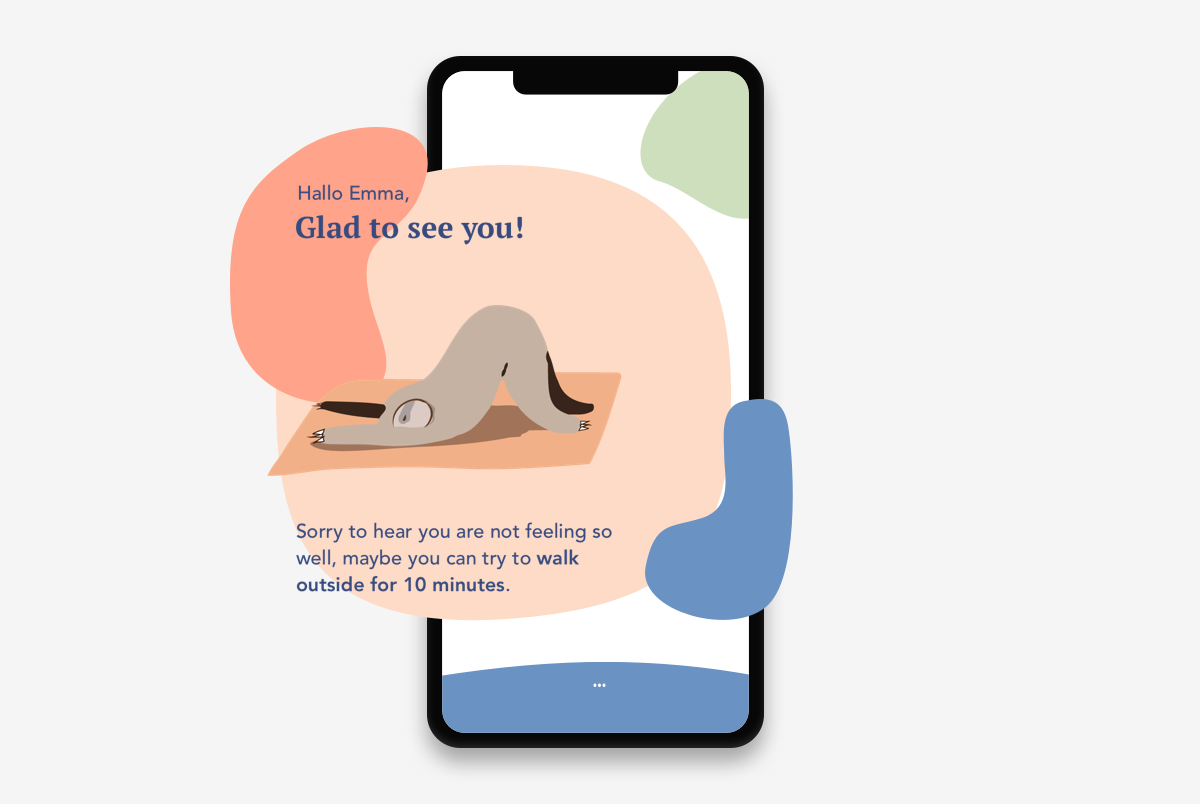 Hallo Emma,
Glad to see you!
Sorry to hear you are not feeling so
well, maybe you can try to walk
outside for 10 minutes.